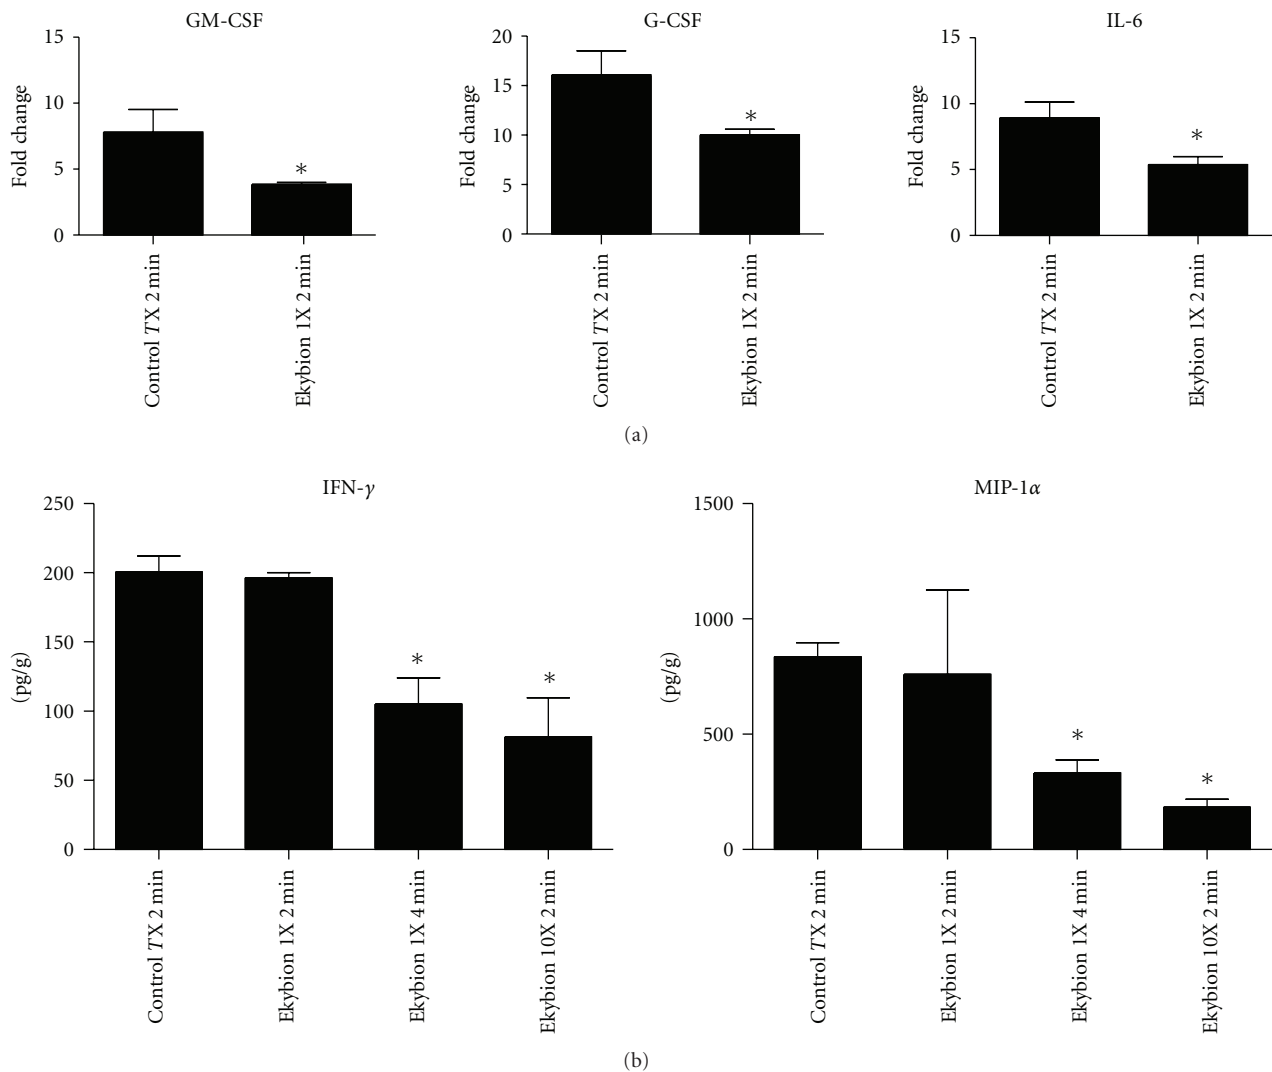 GM-CSF
Fold change
15
10
5
0
*
Control TX 2 min
Ekybion 1X 2 min
G-CSF
Fold change
20
15
10
5
0
*
Control TX 2 min
Ekybion 1X 2 min
IL-6
Fold change
15
10
5
0
*
Control TX 2 min
Ekybion 1X 2 min
(a)
IFN-γ
(pg/g)
250
200
150
100
50
0
*
*
Control TX 2 min
Ekybion 1X 2 min
Ekybion 1X 4 min
Ekybion 10X 2 min
MIP-1α
(pg/g)
1500
1000
500
0
*
*
Control TX 2 min
Ekybion 1X 2 min
Ekybion 1X 4 min
Ekybion 10X 2 min
(b)